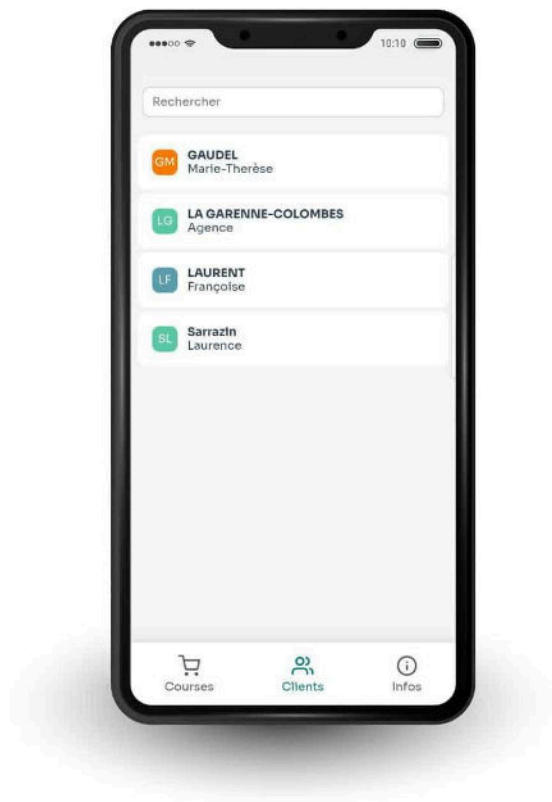 10:10
Rechercher
GM
GAUDEL
Marie-Therèse
LG
LA GARENNE-COLOMBES
Agence
LF
LAURENT
Françoise
SL
Sarrazin
Laurence
Courses
Clients
Infos